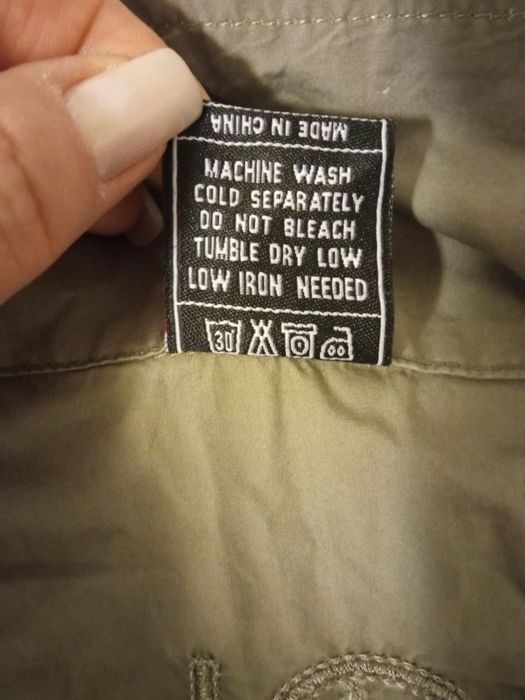 MADE IN CHINA
MACHINE WASH
COLD SEPARATELY
DO NOT BLEACH
TUMBLE DRY LOW
LOW IRON NEEDED
30